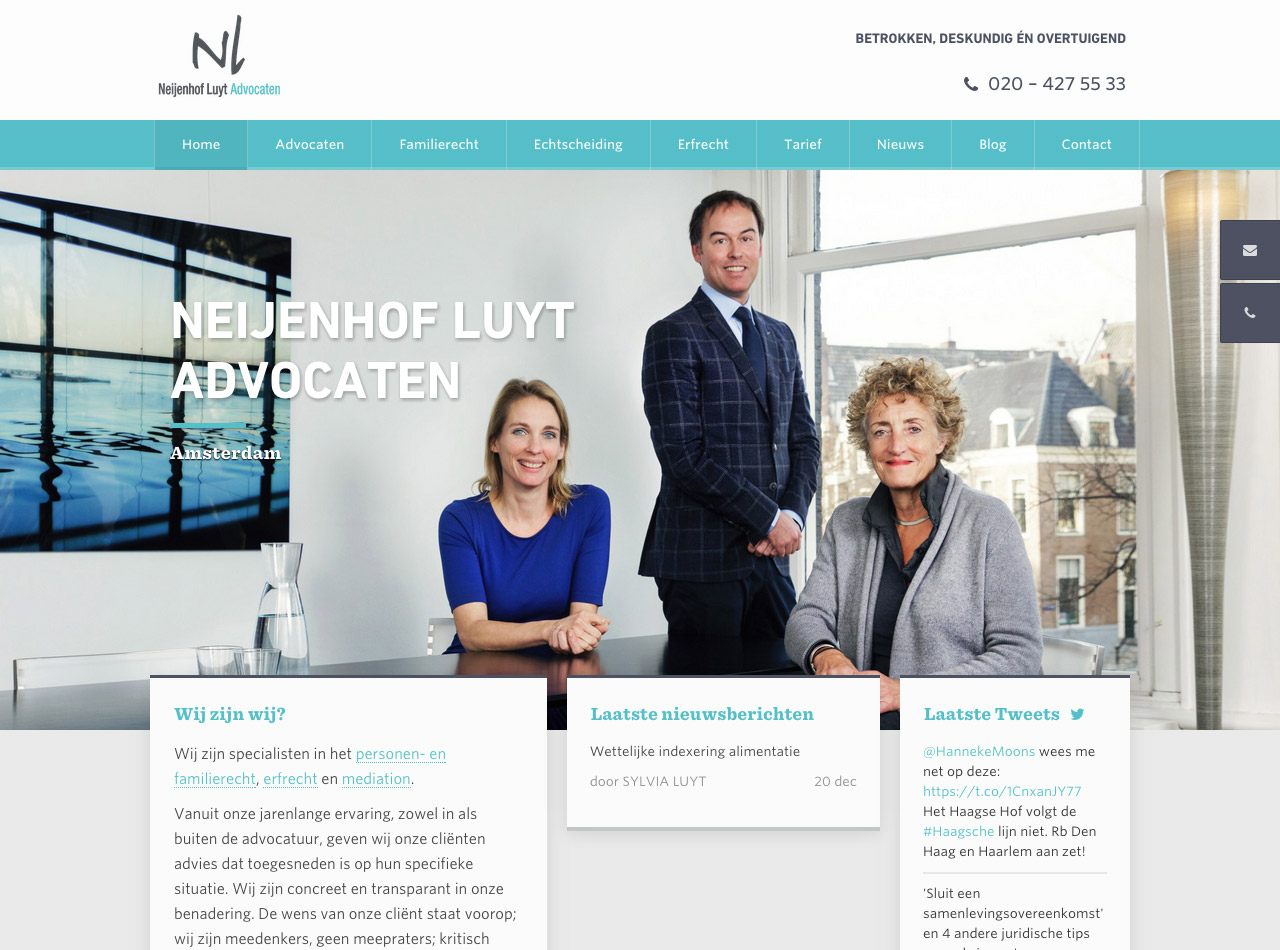 Nl
Neijenhof Luyt Advocaten
BETROKKEN, DESKUNDIG ÉN OVERTUIGEND
020 – 427 55 33
Home Advocaten Familierecht Echtscheiding Erfrecht Tarief Nieuws Blog Contact
NEIJENHOF LUYT
ADVOCATEN
Amsterdam
Wij zijn wij?
Wij zijn specialisten in het personen- en
familierecht, erfrecht en mediation.
Vanuit onze jarenlange ervaring, zowel in als
buiten de advocatuur, geven wij onze cliënten
advies dat toegesneden is op hun specifieke
situatie. Wij zijn concreet en transparant in onze
benadering. De wens van onze cliënt staat voorop;
wij zijn meedenkers, geen meepraters; kritisch
Laatste nieuwsberichten
Wettelijke indexering alimentatie
door SYLVIA LUYT 20 dec
Laatste Tweets
@HannekeMoons wees me
net op deze:
https://t.co/1CnxanJY77
Het Haagse Hof volgt de
#Haagsche lijn niet. Rb Den
Haag en Haarlem aan zet!
'Sluit een
samenlevingsovereenkomst'
en 4 andere juridische tips